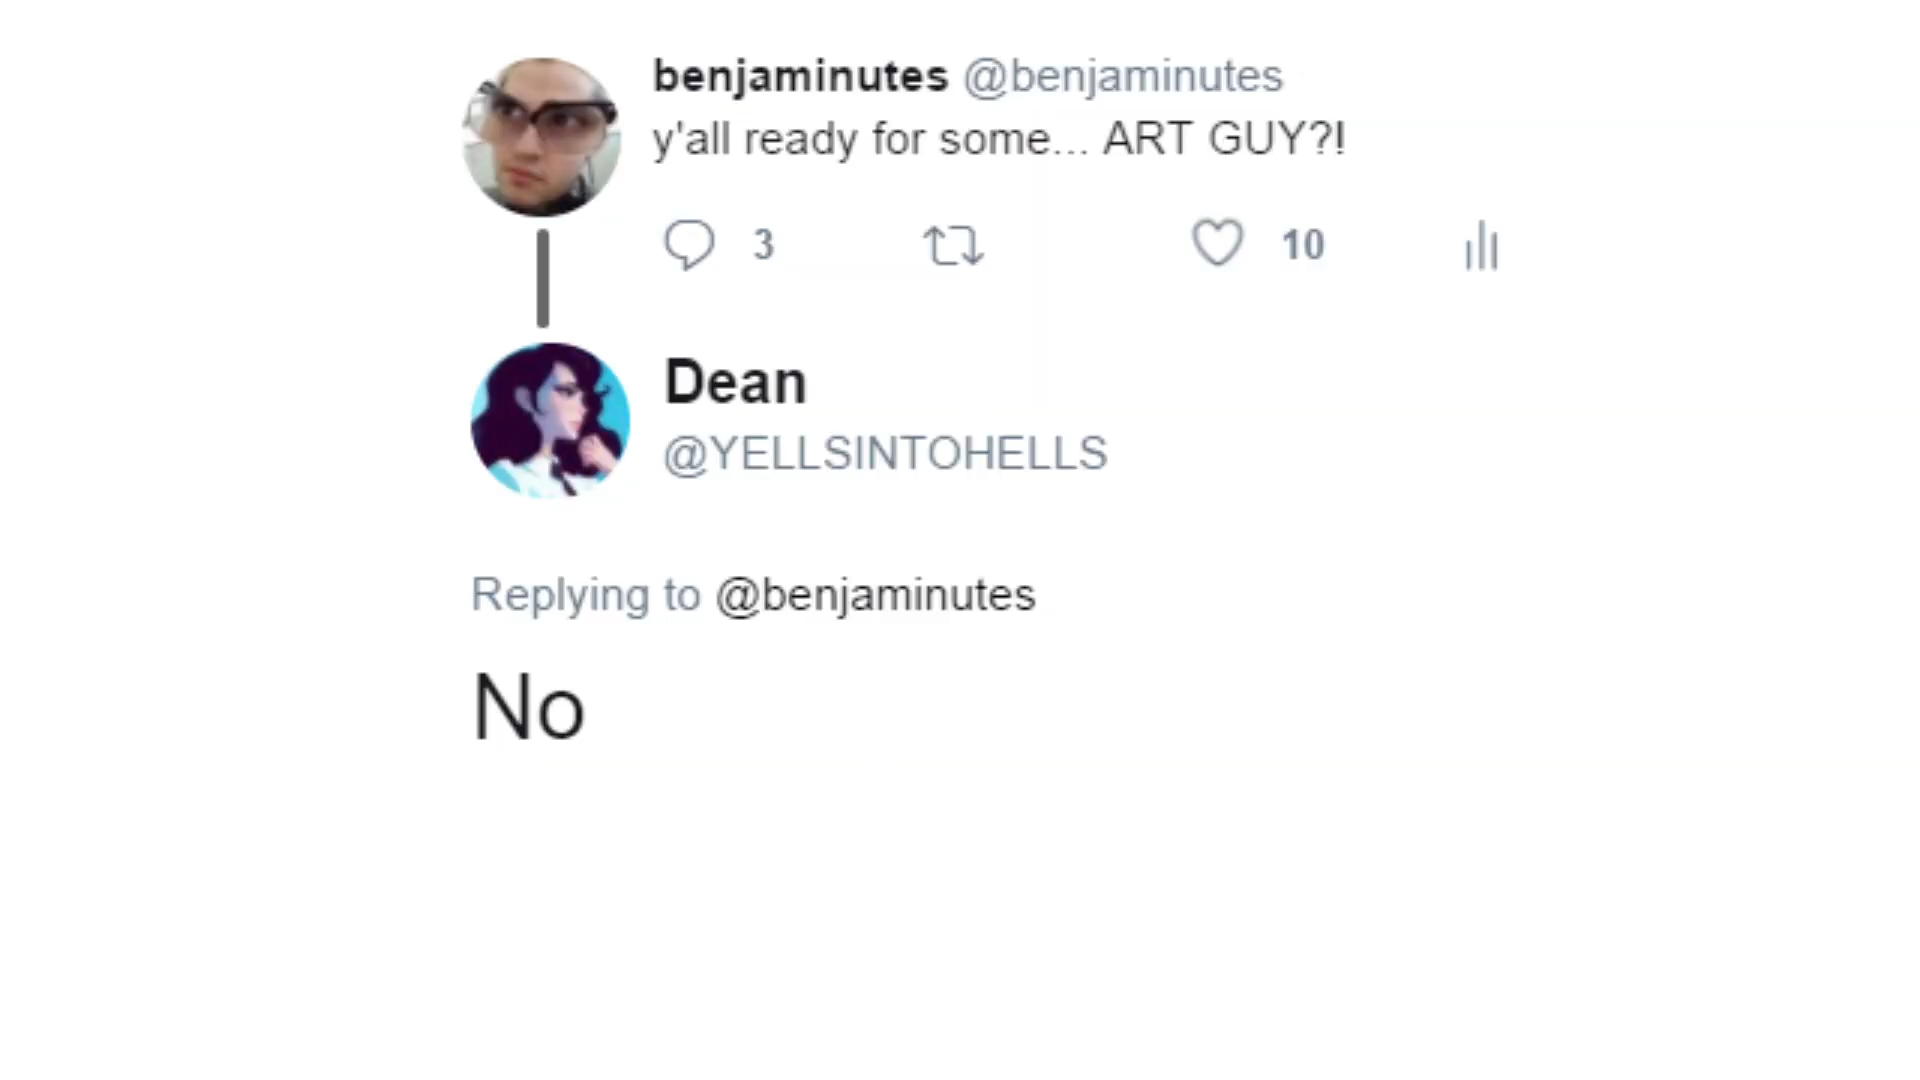 benjaminutes @benjaminutes
y'all ready for some... ART GUY?!
3 10
Dean
@YELLSINTOHELLS
Replying to @benjaminutes
No